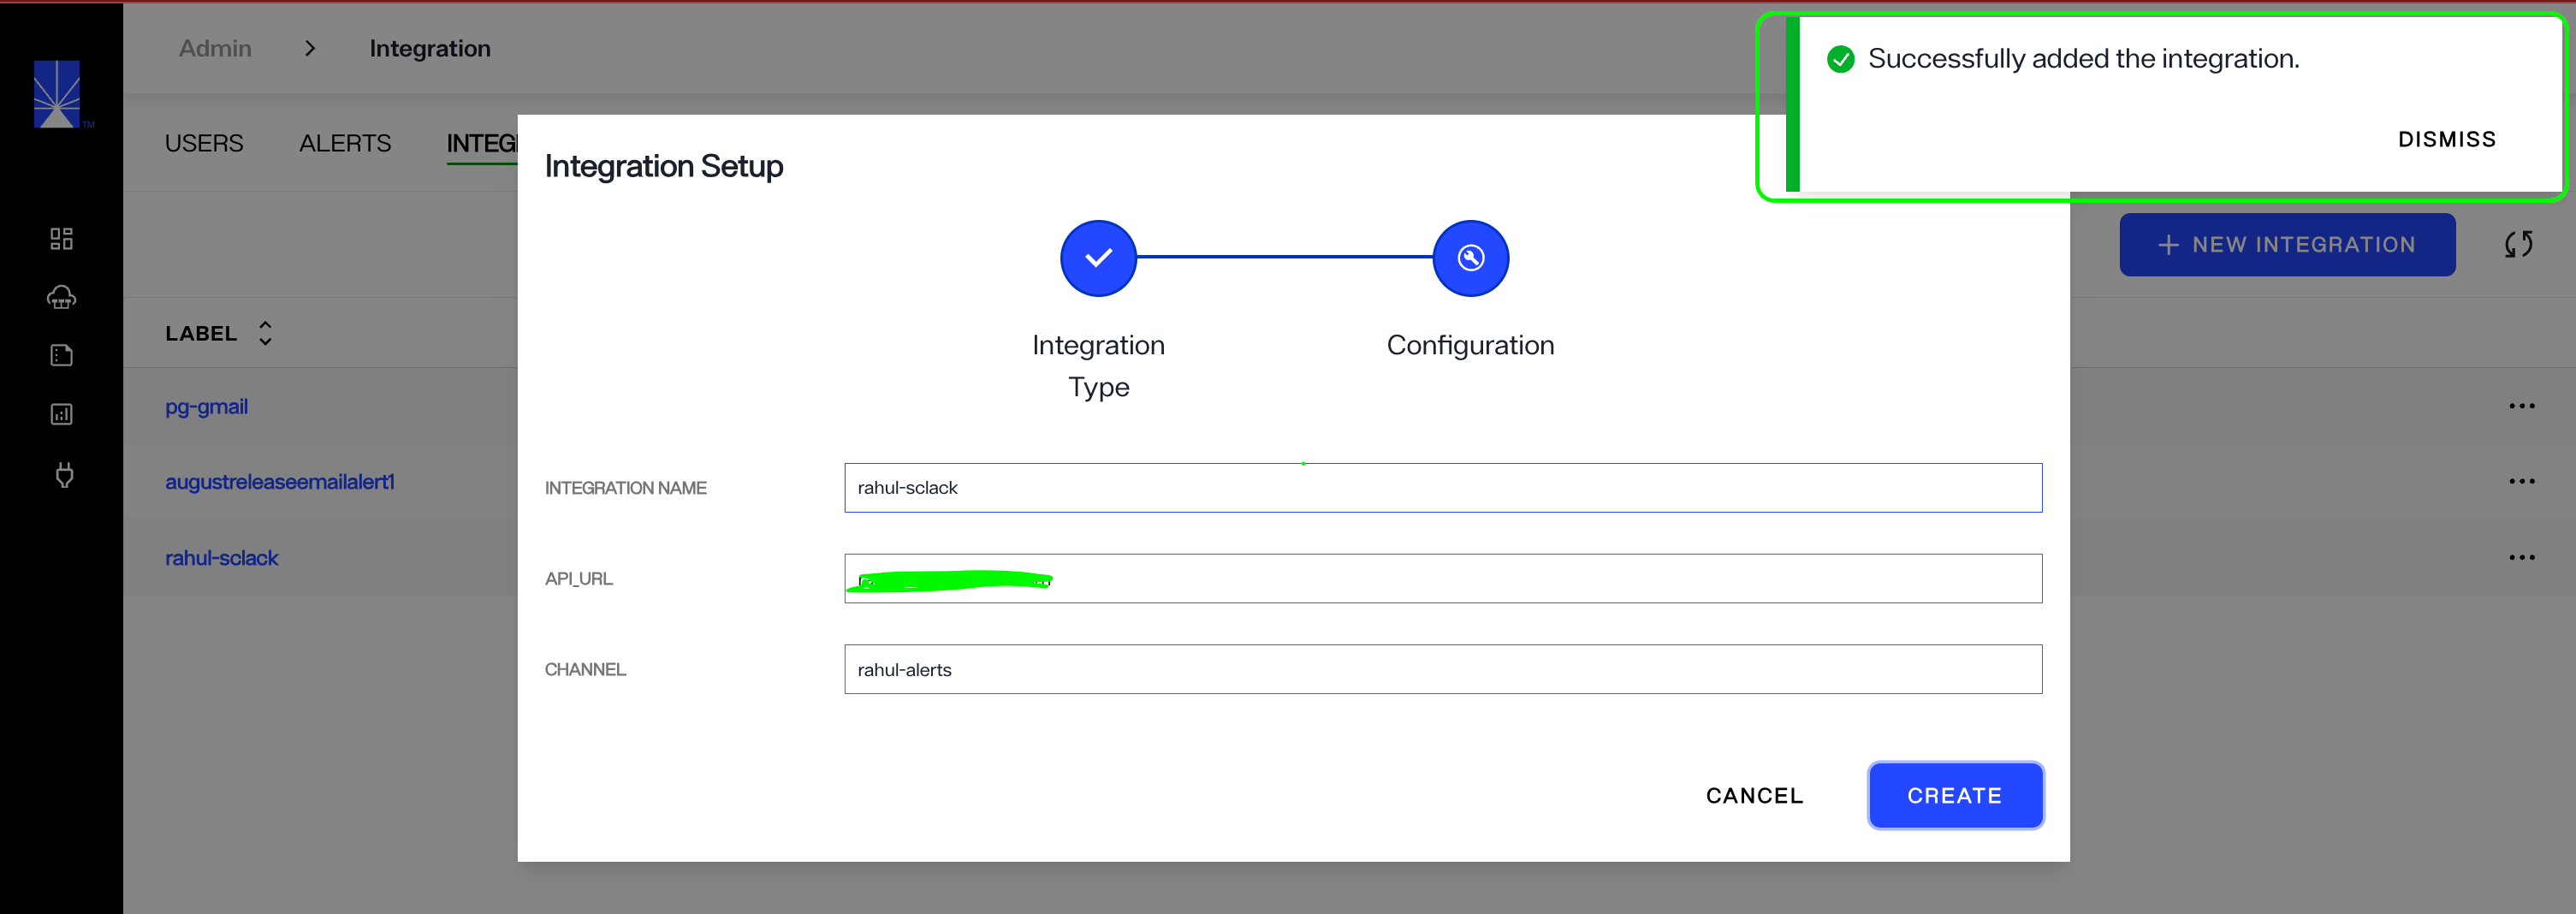 Admin > Integration
Successfully added the integration.
DISMISS
TM
USERS ALERTS INTEG
Integration Setup
+ NEW INTEGRATION
Integration
Type
Configuration
LABEL
pg-gmail
augustreleaseemailalert1
rahul-sclack
INTEGRATION NAME rahul-sclack
API_URL
CHANNEL rahul-alerts
CANCEL CREATE